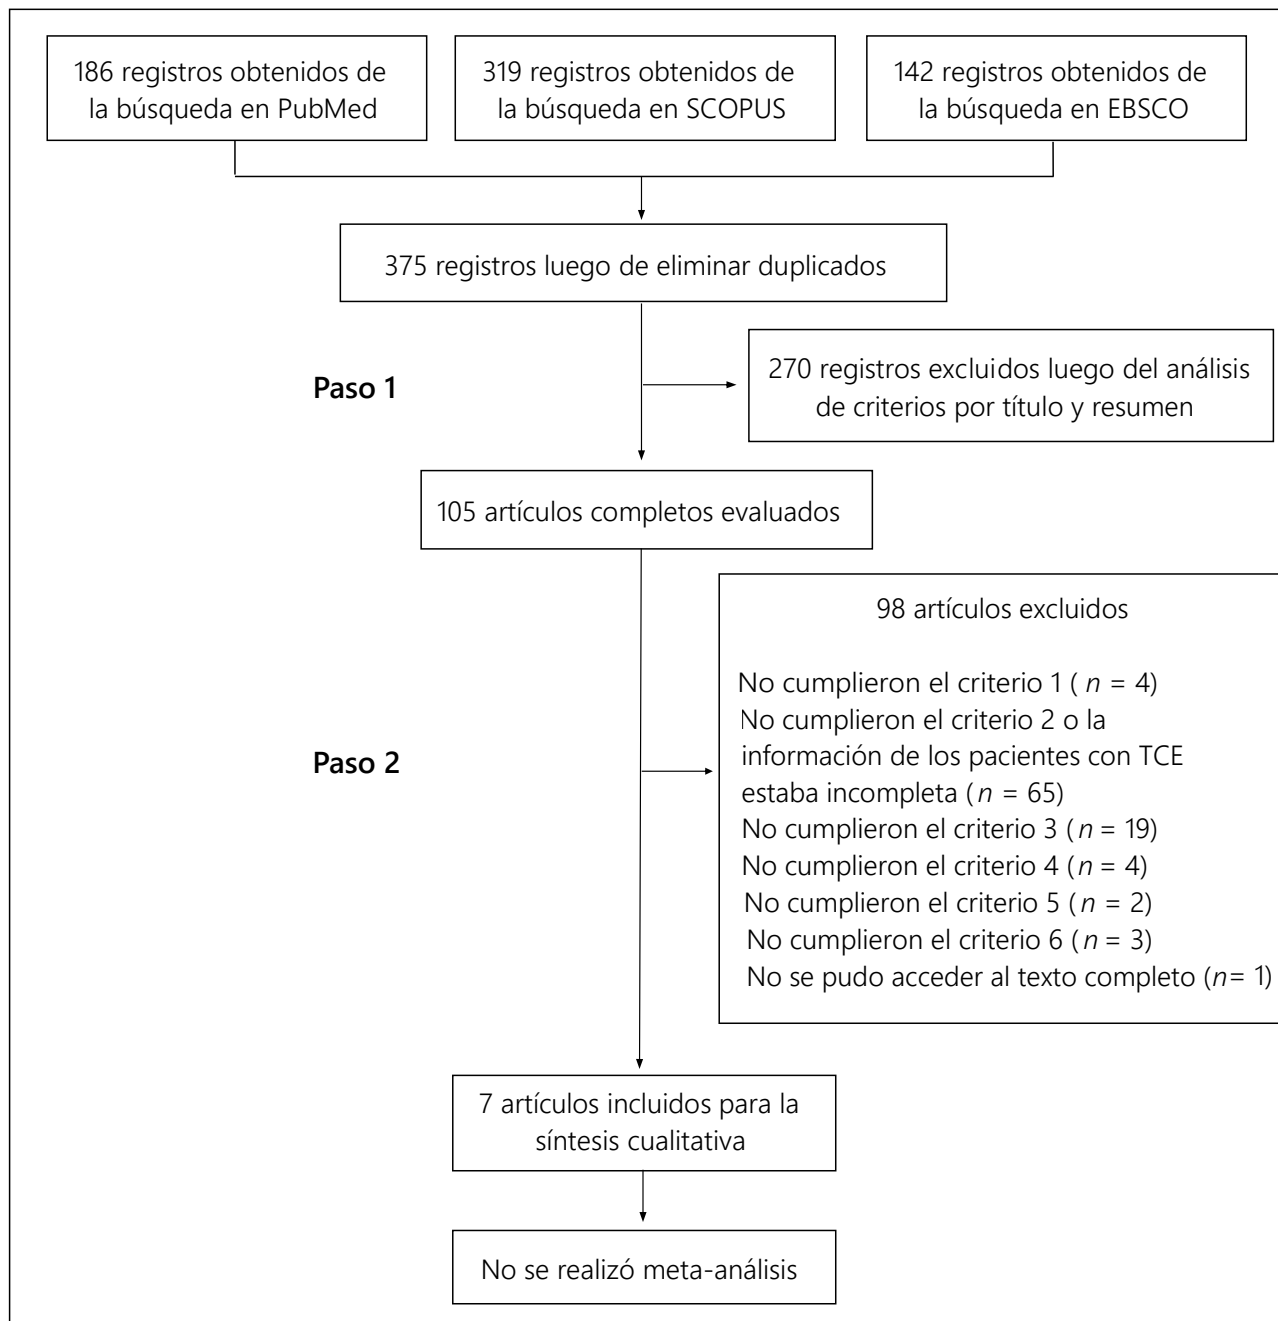 186 registros obtenidos de
la búsqueda en PubMed
319 registros obtenidos de
la búsqueda en SCOPUS
142 registros obtenidos de
la búsqueda en EBSCO
375 registros luego de eliminar duplicados
Paso 1
270 registros excluidos luego del análisis
de criterios por título y resumen
105 artículos completos evaluados
Paso 2
98 artículos excluidos
No cumplieron el criterio 1 ( n = 4)
No cumplieron el criterio 2 o la
información de los pacientes con TCE
estaba incompleta (n = 65)
No cumplieron el criterio 3 (n = 19)
No cumplieron el criterio 4 (n = 4)
No cumplieron el criterio 5 (n = 2)
No cumplieron el criterio 6 (n = 3)
No se pudo acceder al texto completo (n= 1)
7 artículos incluidos para la
síntesis cualitativa
No se realizó meta-análisis